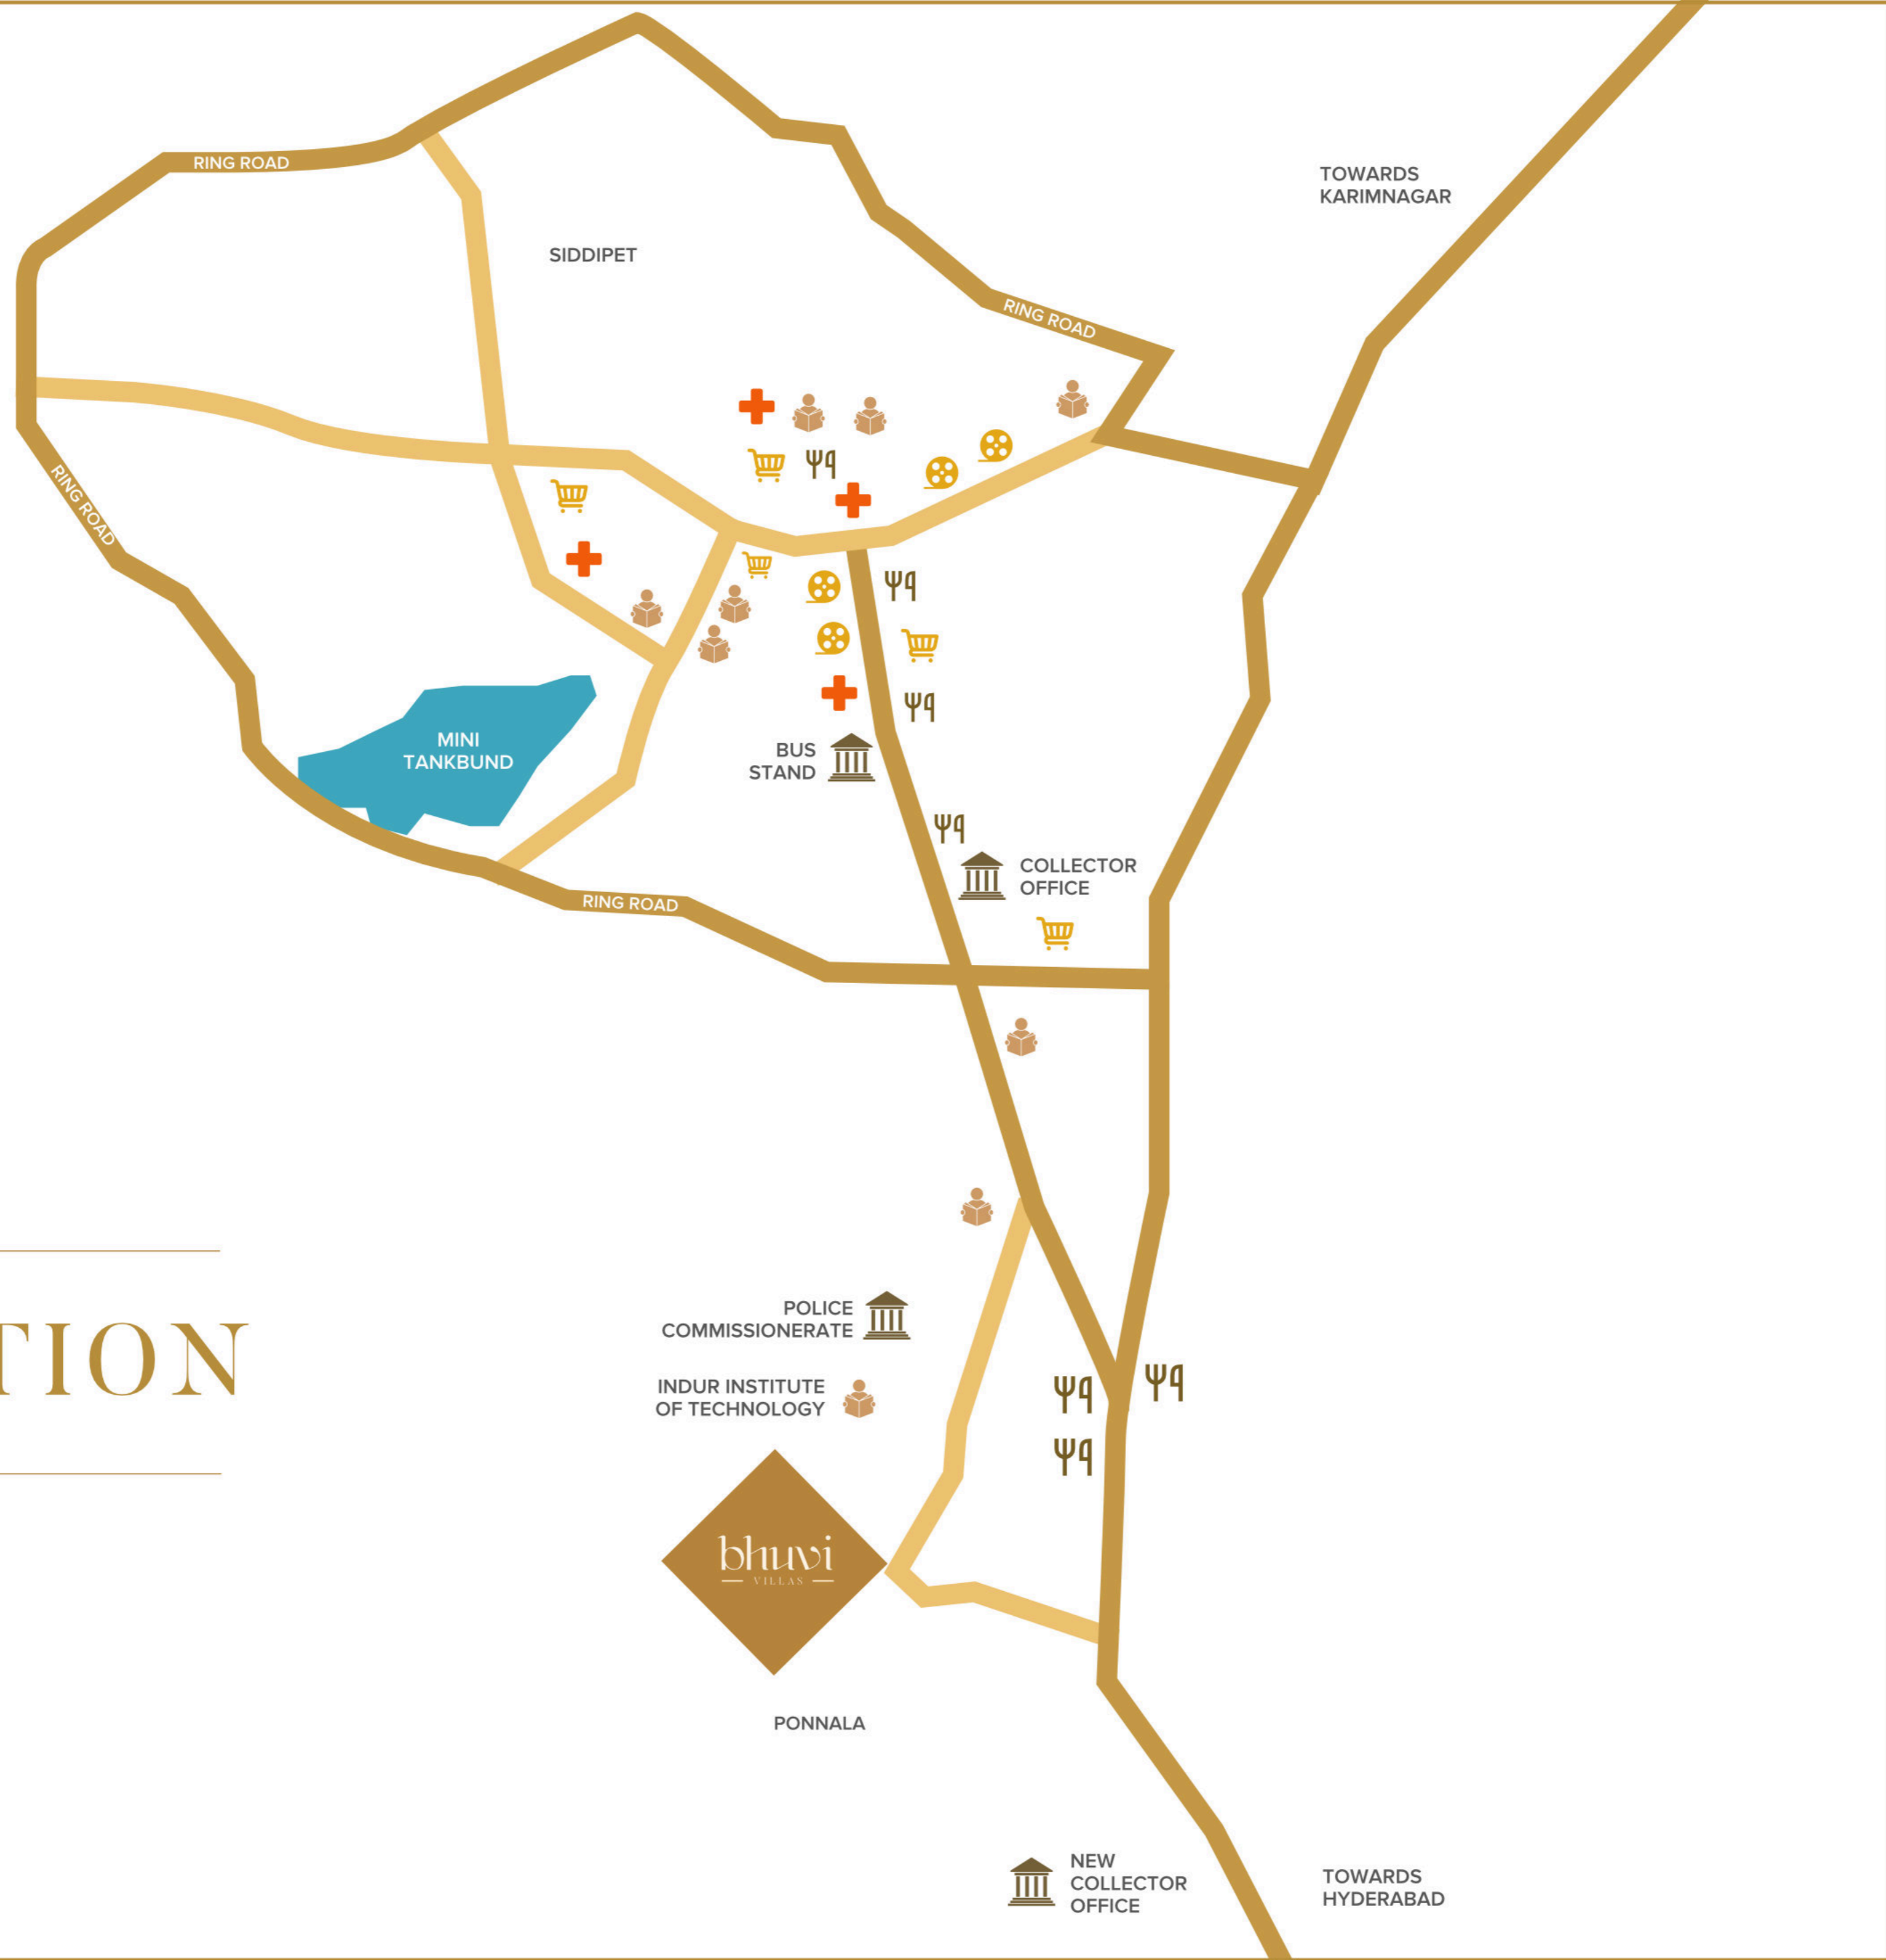 RING ROAD
TOWARDS
KARIMNAGAR
SIDDIPET
RING ROAD
RING ROAD
MINI
TANKBUND
BUS
STAND
COLLECTOR
OFFICE
RING ROAD
POLICE
COMMISSIONERATE
TION
INDUR INSTITUTE
OF TECHNOLOGY
bhuvi
VILLAS
PONNALA
NEW
COLLECTOR
OFFICE
TOWARDS
HYDERABAD